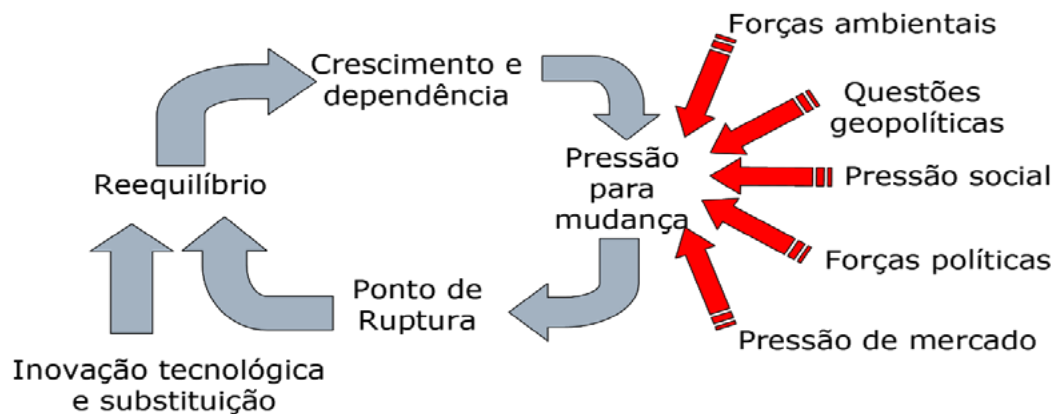 Forças ambientais
Crescimento e
dependência
Questões
geopolíticas
Pressão
para
mudança
Pressão social
Reequilíbrio
Forças políticas
Ponto de
Ruptura
Pressão de mercado
Inovação tecnológica
e substituição